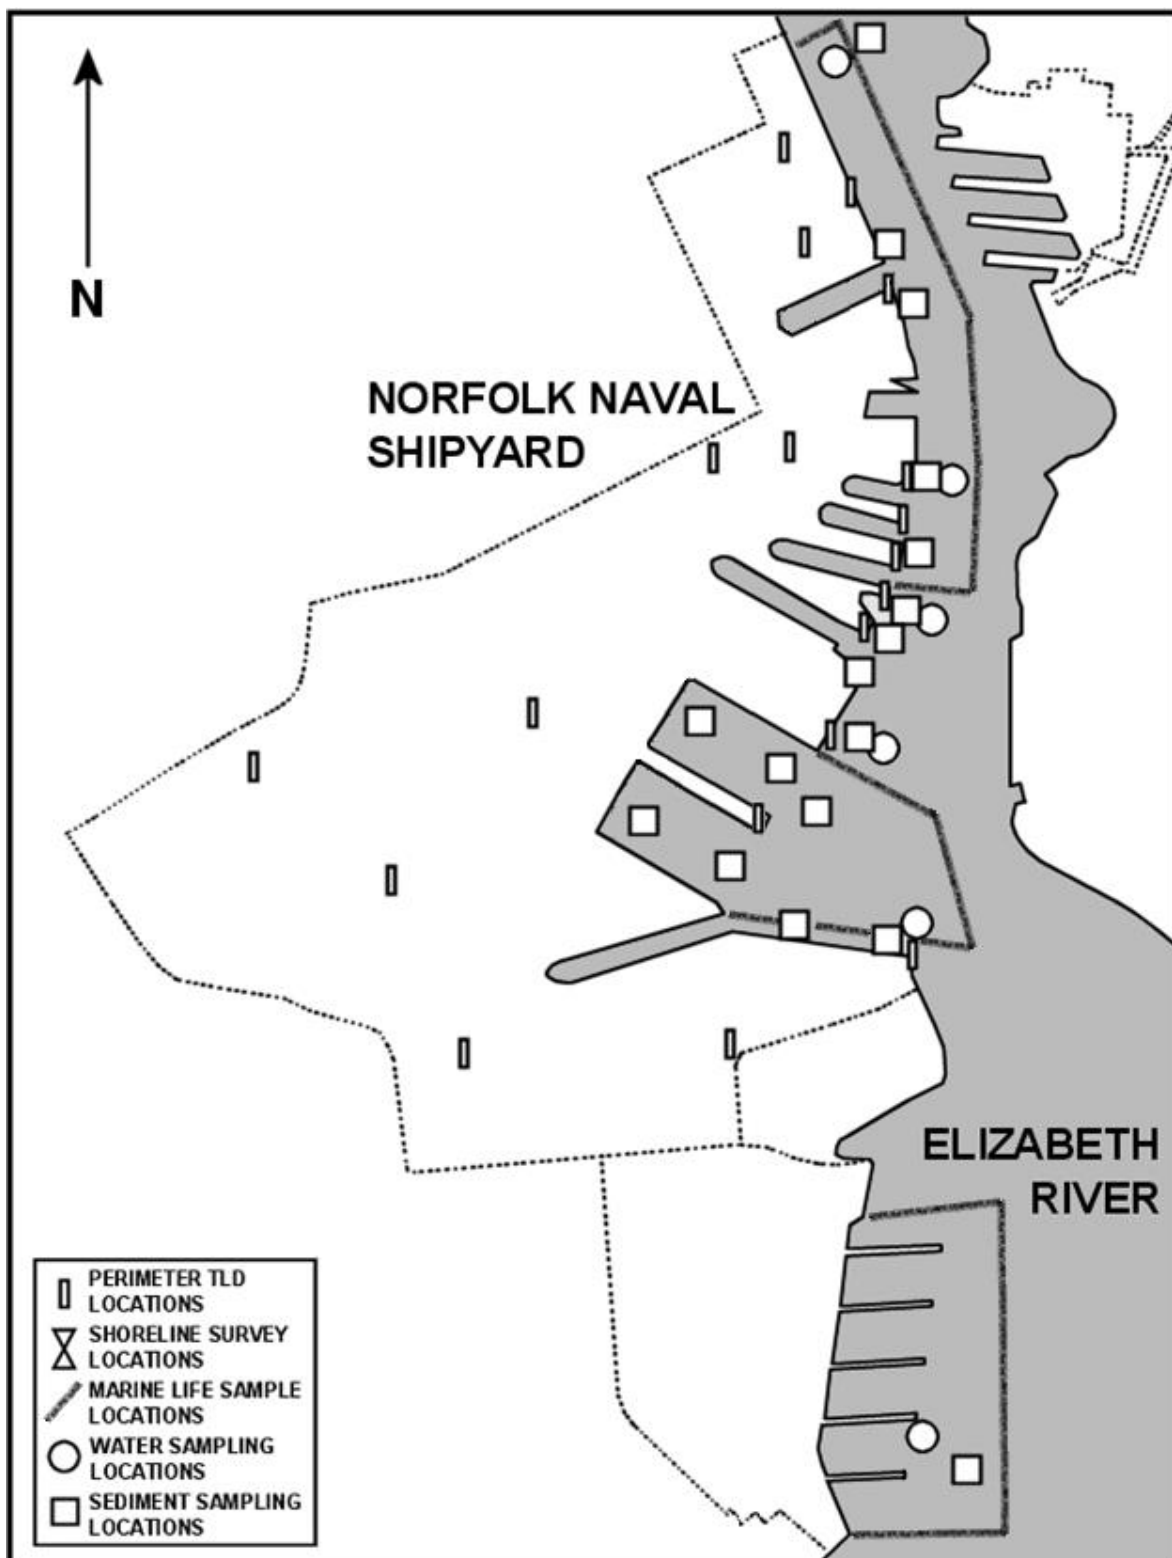 N
NORFOLK NAVAL
SHIPYARD
ELIZABETH
RIVER
PERIMETER TLD
LOCATIONS
SHORELINE SURVEY
LOCATIONS
MARINE LIFE SAMPLE
LOCATIONS
WATER SAMPLING
LOCATIONS
SEDIMENT SAMPLING
LOCATIONS